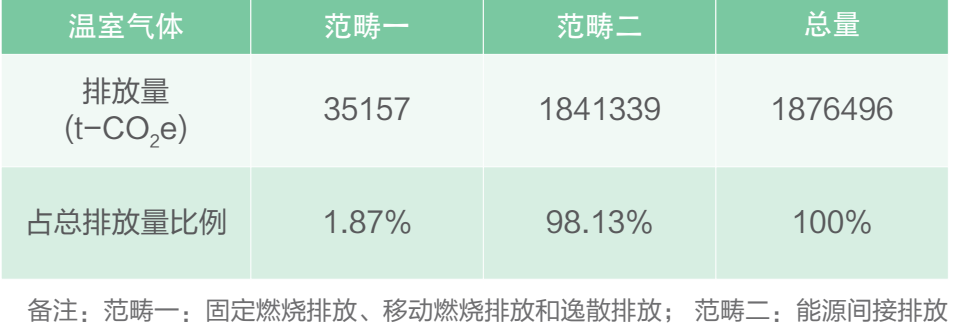 温室气体 范畴一 范畴二 总量
排放量
(t-CO₂e) 35157 1841339 1876496
占总排放量比例 1.87% 98.13% 100%
备注：范畴一：固定燃烧排放、移动燃烧排放和逸散排放； 范畴二：能源间接排放